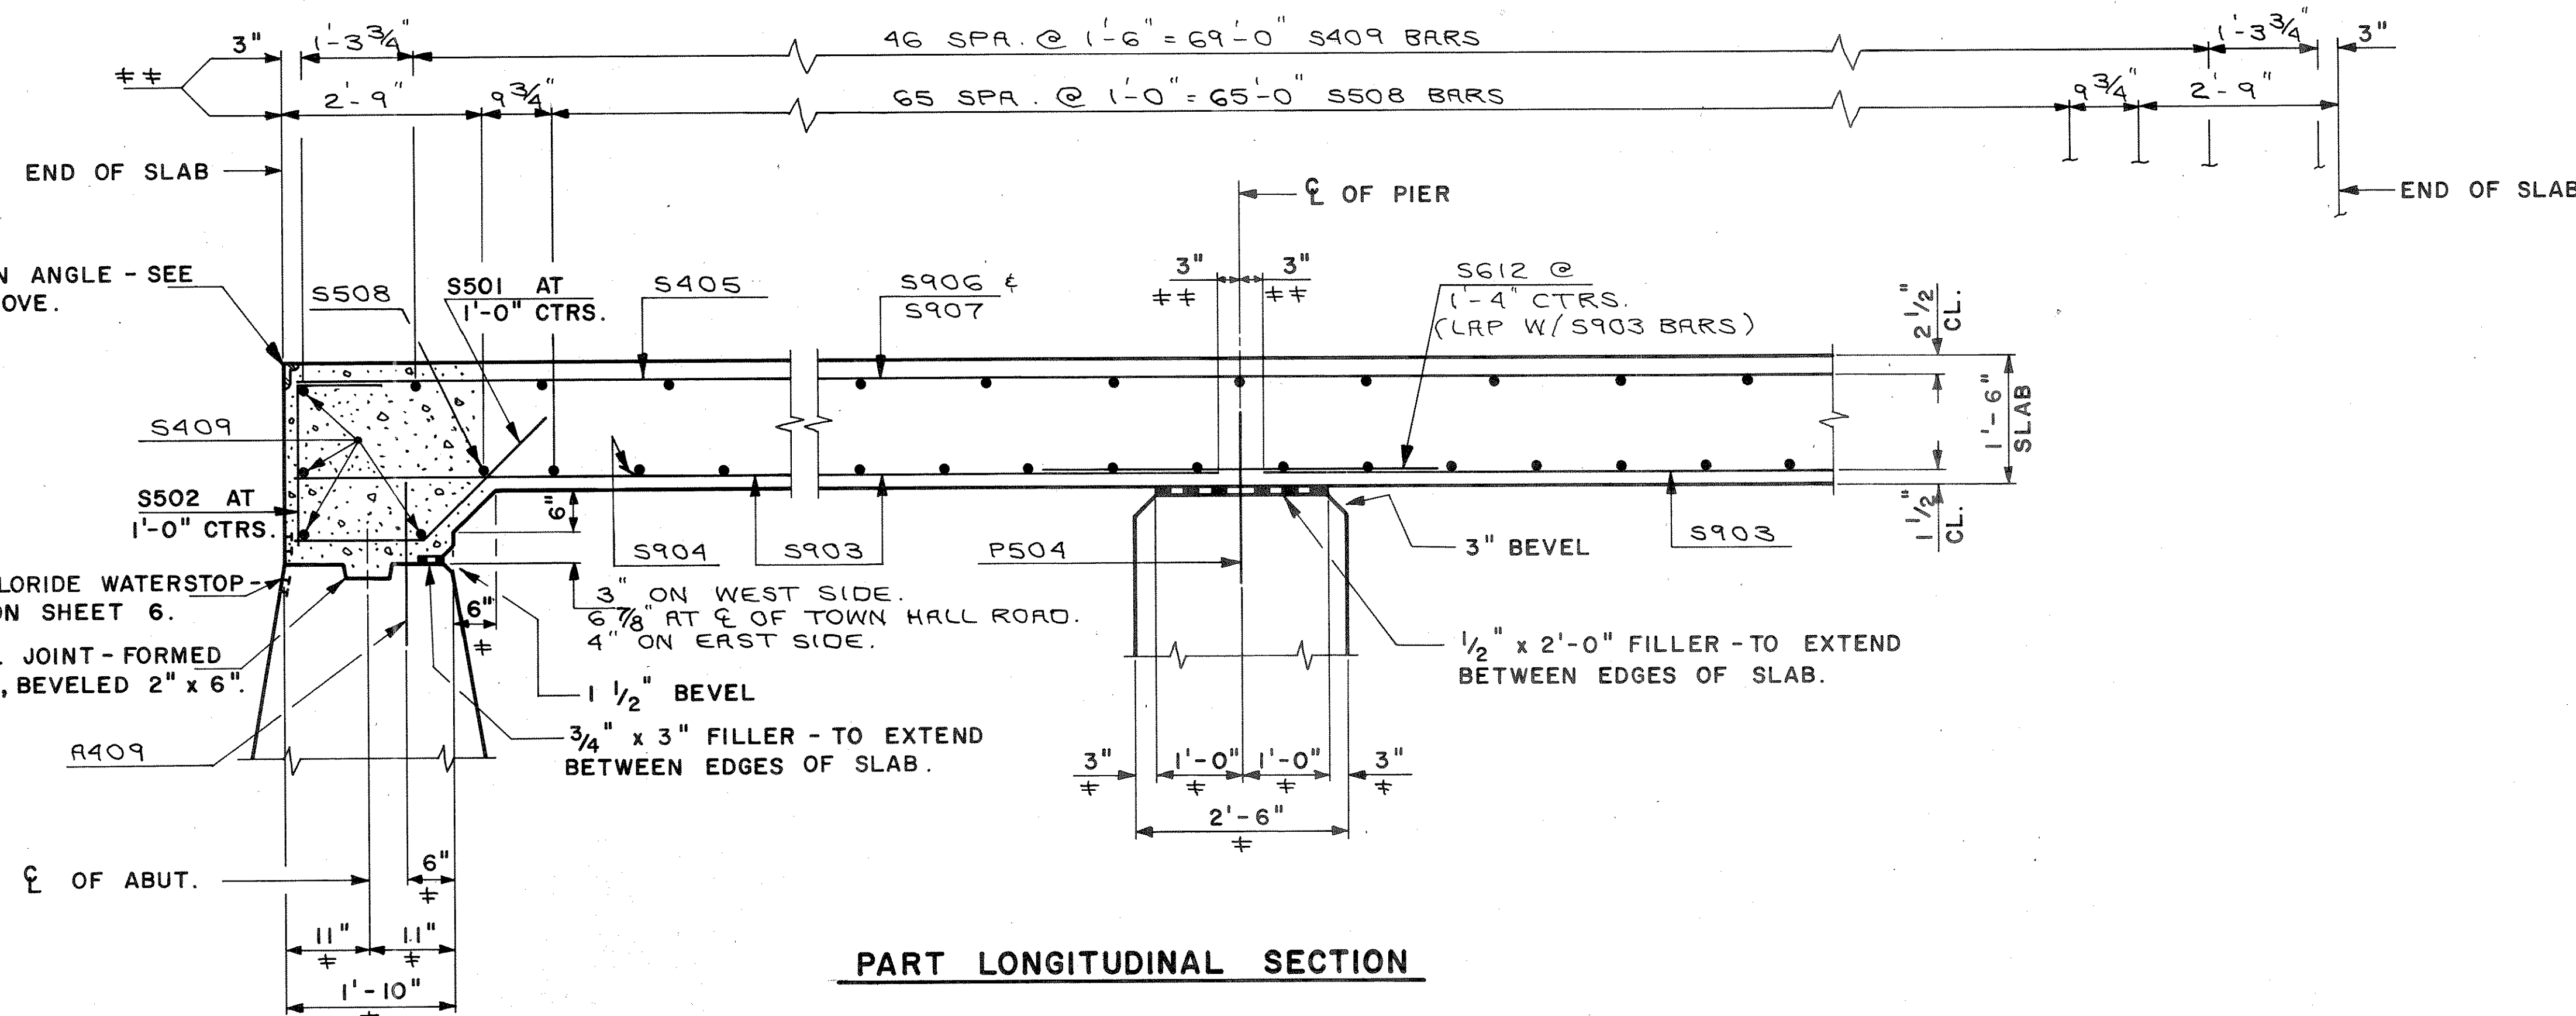 3" 1'-3 3/4" 46 SPA. @ 1'-6" = 69'-0" S409 BARS 1'-3 3/4" 3"
‡‡
2'-9" 9 3/4" 65 SPA. @ 1'-0" = 65'-0" S508 BARS 9 3/4" 2'-9"
END OF SLAB
℄ OF PIER
END OF SLAB
ANGLE - SEE
OVE.
S508
S501 AT
1'-0" CTRS.
S405
S906 &
S907
3" 3"
‡‡ ‡‡
S612 @
1'-4" CTRS.
(LAP W/ S903 BARS)
2 1/2"
CL.
1'-6"
SLAB
1 1/2"
CL.
S409
S502 AT
1'-0" CTRS.
6"
S904
S903
P504
3" BEVEL
S903
LORIDE WATERSTOP -
ON SHEET 6.
3" ON WEST SIDE.
6 7/8" AT ℄ OF TOWN HALL ROAD.
4" ON EAST SIDE.
6"
‡
. JOINT - FORMED
, BEVELED 2" x 6".
1 1/2" BEVEL
1/2" x 2'-0" FILLER - TO EXTEND
BETWEEN EDGES OF SLAB.
A409
3/4" x 3" FILLER - TO EXTEND
BETWEEN EDGES OF SLAB.
3" 1'-0" 1'-0" 3"
‡ ‡ ‡ ‡
2'-6"
‡
℄ OF ABUT.
6"
‡
11" 11"
‡ ‡
1'-10"
PART LONGITUDINAL SECTION